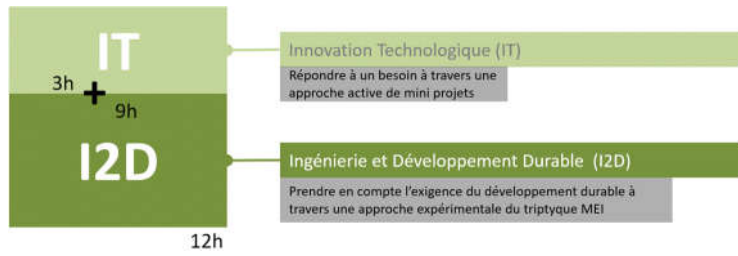 IT
3h
+
9h
I2D
12h
Innovation Technologique (IT)
Répondre à un besoin à travers une
approche active de mini projets
Ingénierie et Développement Durable (I2D)
Prendre en compte l'exigence du développement durable à
travers une approche expérimentale du triptyque MEI